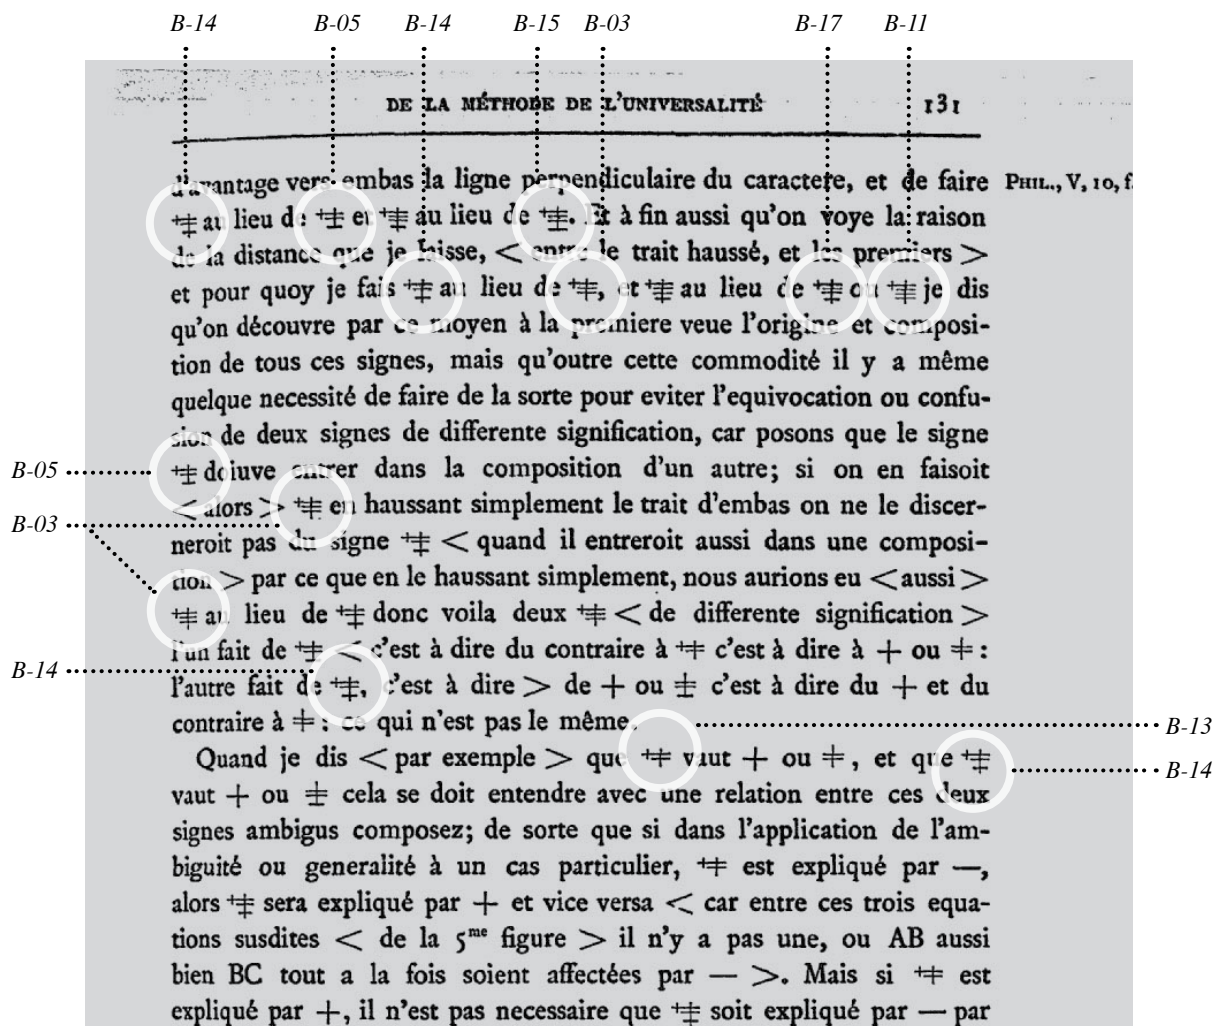 B-14 B-05 B-14 B-15 B-03 B-17 B-11
DE LA MÉTHODE DE L'UNIVERSALITÉ 131
d'avantage vers embas la ligne perpendiculaire du caractere, et de faire PHIL., V, 10, f.
au lieu de et au lieu de . Et à fin aussi qu'on voye la raison
de la distance que je laisse, < entre le trait haussé, et les premiers >
et pour quoy je fais au lieu de , et au lieu de ou je dis
qu'on découvre par ce moyen à la premiere veue l'origine et composi-
tion de tous ces signes, mais qu'outre cette commodité il y a même
quelque necessité de faire de la sorte pour eviter l'equivocation ou confu-
sion de deux signes de differente signification, car posons que le signe
B-05 doiuve entrer dans la composition d'un autre; si on en faisoit
< alors > en haussant simplement le trait d'embas on ne le discer-
B-03
neroit pas du signe < quand il entreroit aussi dans une composi-
tion > par ce que en le haussant simplement, nous aurions eu < aussi >
au lieu de donc voila deux < de differente signification >
l'un fait de < c'est à dire du contraire à c'est à dire à + ou :
B-14
l'autre fait de , c'est à dire > de + ou c'est à dire du + et du
contraire à : ce qui n'est pas le même.
B-13
Quand je dis < par exemple > que vaut + ou , et que
B-14
vaut + ou cela se doit entendre avec une relation entre ces deux
signes ambigus composez; de sorte que si dans l'application de l'am-
biguité ou generalité à un cas particulier, est expliqué par —,
alors sera expliqué par + et vice versa < car entre ces trois equa-
tions susdites < de la 5me figure > il n'y a pas une, ou AB aussi
bien BC tout a la fois soient affectées par — >. Mais si est
expliqué par +, il n'est pas necessaire que soit expliqué par — par